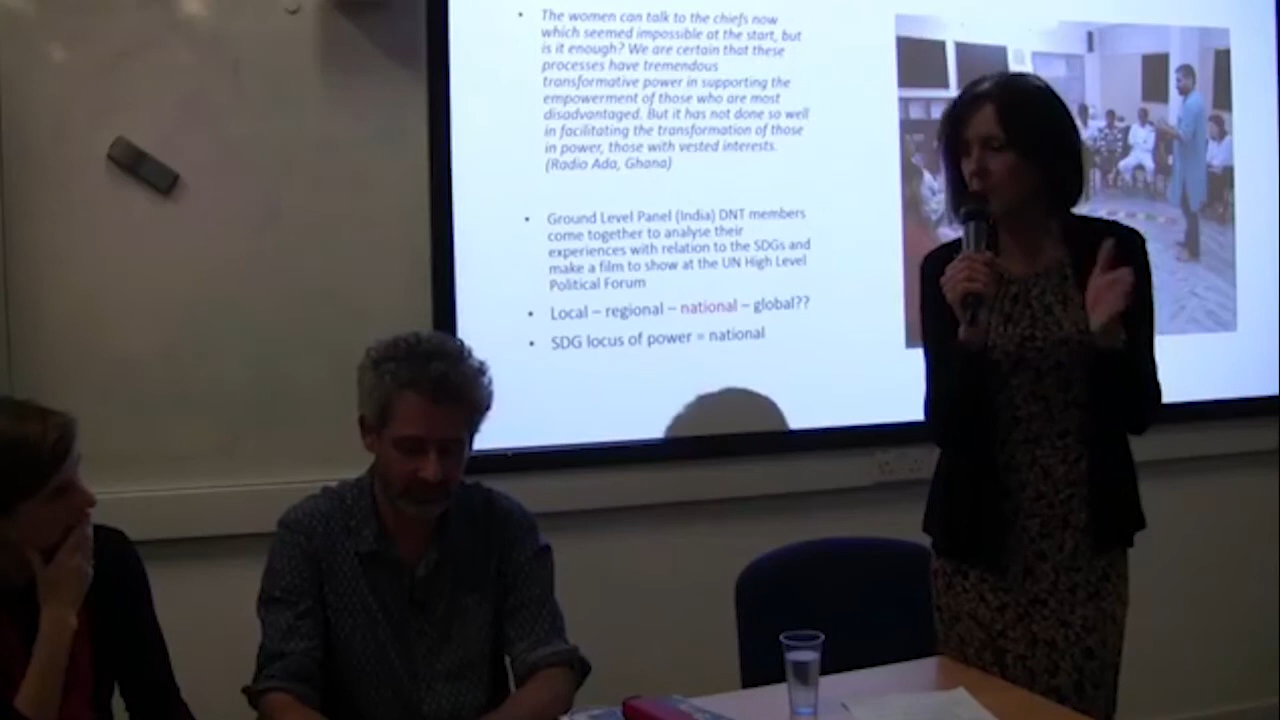 • The women can talk to the chiefs now
which seemed impossible at the start, but
is it enough? We are certain that these
processes have tremendous
transformative power in supporting the
empowerment of those who are most
disadvantaged. But it has not done so well
in facilitating the transformation of those
in power, those with vested interests.
(Radio Ada, Ghana)
• Ground Level Panel (India) DNT members
come together to analyse their
experiences with relation to the SDGs and
make a film to show at the UN High Level
Political Forum
• Local – regional – national – global??
• SDG locus of power = national